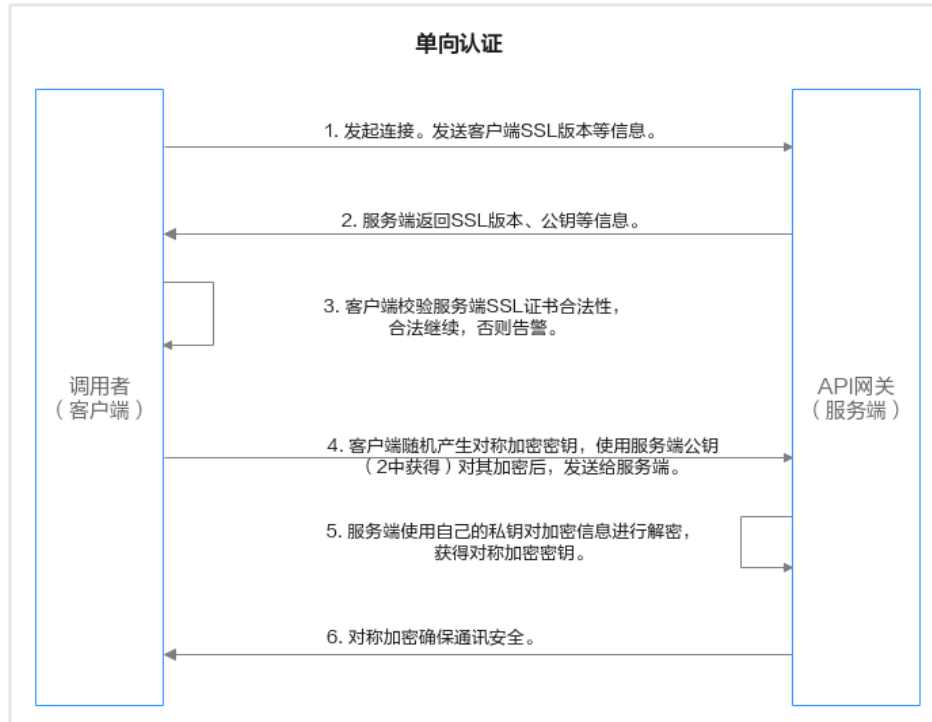 单向认证
1. 发起连接。发送客户端SSL版本等信息。
2. 服务端返回SSL版本、公钥等信息。
3. 客户端校验服务端SSL证书合法性，
合法继续，否则告警。
调用者
（客户端）
API网关
（服务端）
4. 客户端随机产生对称加密密钥，使用服务端公钥
（2中获得）对其加密后，发送给服务端。
5. 服务端使用自己的私钥对加密信息进行解密，
获得对称加密密钥。
6. 对称加密确保通讯安全。